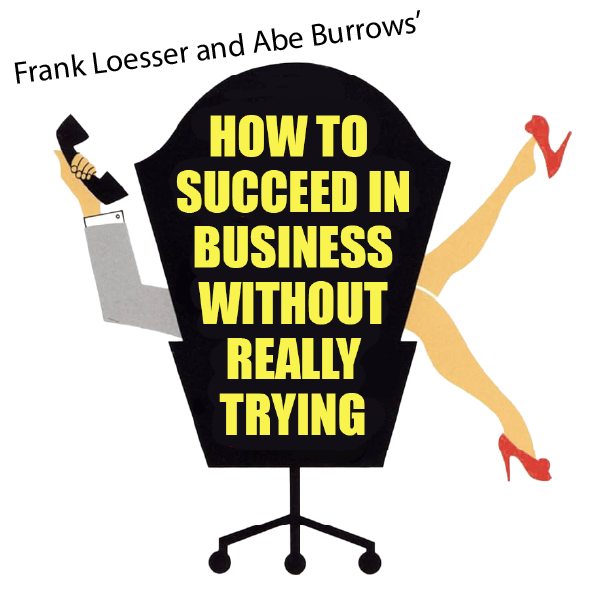 Frank Loesser and Abe Burrows’
HOW TO
SUCCEED IN
BUSINESS
WITHOUT
REALLY
TRYING